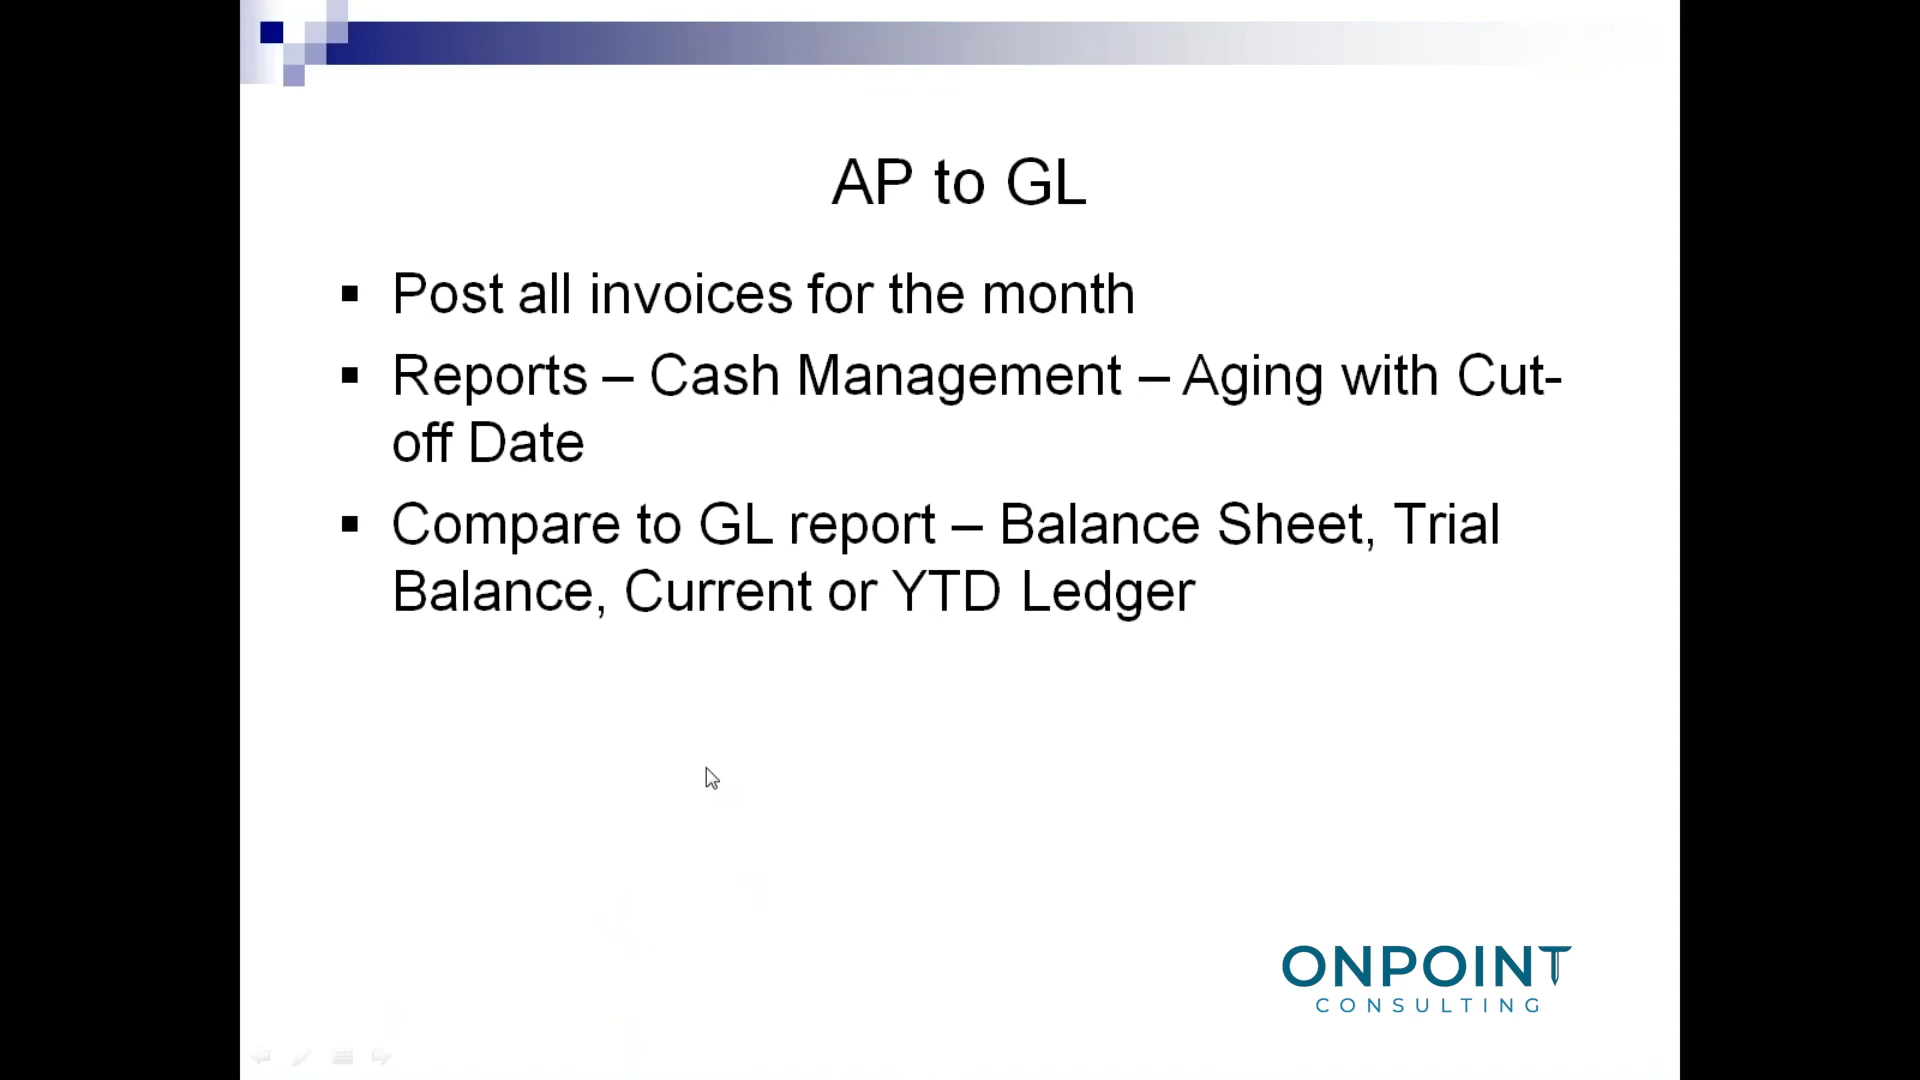 AP to GL
▪ Post all invoices for the month
▪ Reports – Cash Management – Aging with Cut-
off Date
▪ Compare to GL report – Balance Sheet, Trial
Balance, Current or YTD Ledger
ONPOINT
CONSULTING